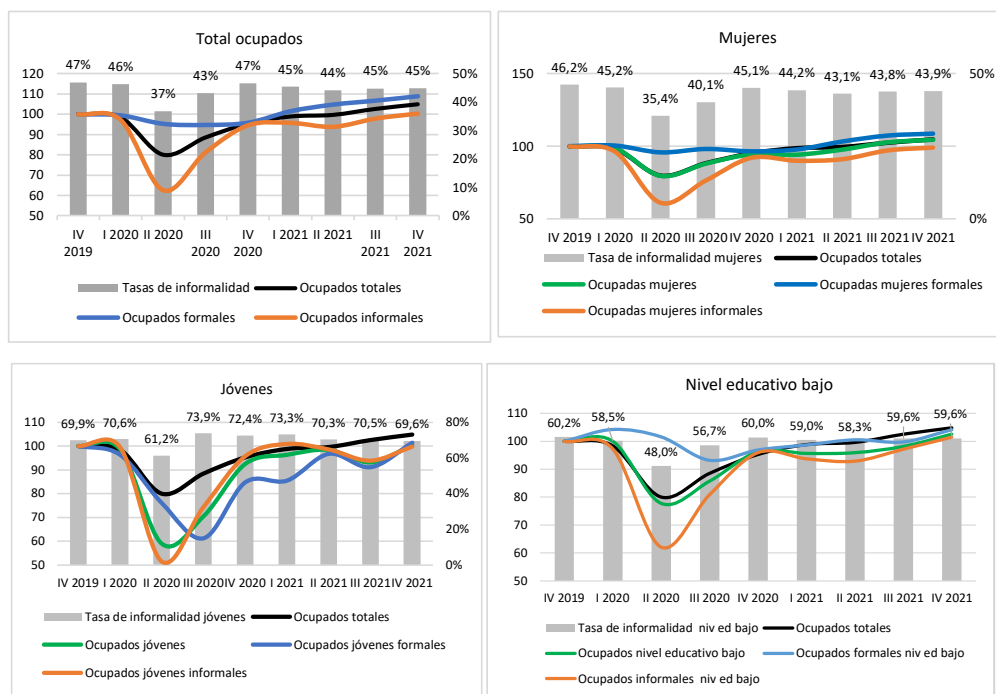 Total ocupados
47% 46% 37% 43% 47% 45% 44% 45% 45%
120 50%
110
100 40%
90 30%
80
70 20%
60 10%
50 0%
IV 2019 I 2020 II 2020 III 2020 IV 2020 I 2021 II 2021 III 2021 IV 2021
Tasas de informalidad Ocupados totales
Ocupados formales Ocupados informales
Mujeres
46,2% 45,2% 35,4% 40,1% 45,1% 44,2% 43,1% 43,8% 43,9%
150 50%
100
50 0%
IV 2019 I 2020 II 2020 III 2020 IV 2020 I 2021 II 2021 III 2021 IV 2021
Tasa de informalidad mujeres Ocupados totales
Ocupadas mujeres Ocupadas mujeres formales
Ocupadas mujeres informales
Jóvenes
69,9% 70,6% 61,2% 73,9% 72,4% 73,3% 70,3% 70,5% 69,6%
110 80%
100
90 60%
80 40%
70 20%
60
50 0%
IV 2019 I 2020 II 2020 III 2020 IV 2020 I 2021 II 2021 III 2021 IV 2021
Tasa de informalidad jóvenes Ocupados totales
Ocupados jóvenes Ocupados jóvenes formales
Ocupados jóvenes informales
Nivel educativo bajo
60,2% 58,5% 48,0% 56,7% 60,0% 59,0% 58,3% 59,6% 59,6%
110
100
90
80
70
60
50
IV 2019 I 2020 II 2020 III 2020 IV 2020 I 2021 II 2021 III 2021 IV 2021
Tasa de informalidad niv ed bajo Ocupados totales
Ocupados nivel educativo bajo Ocupados formales niv ed bajo
Ocupados informales niv ed bajo